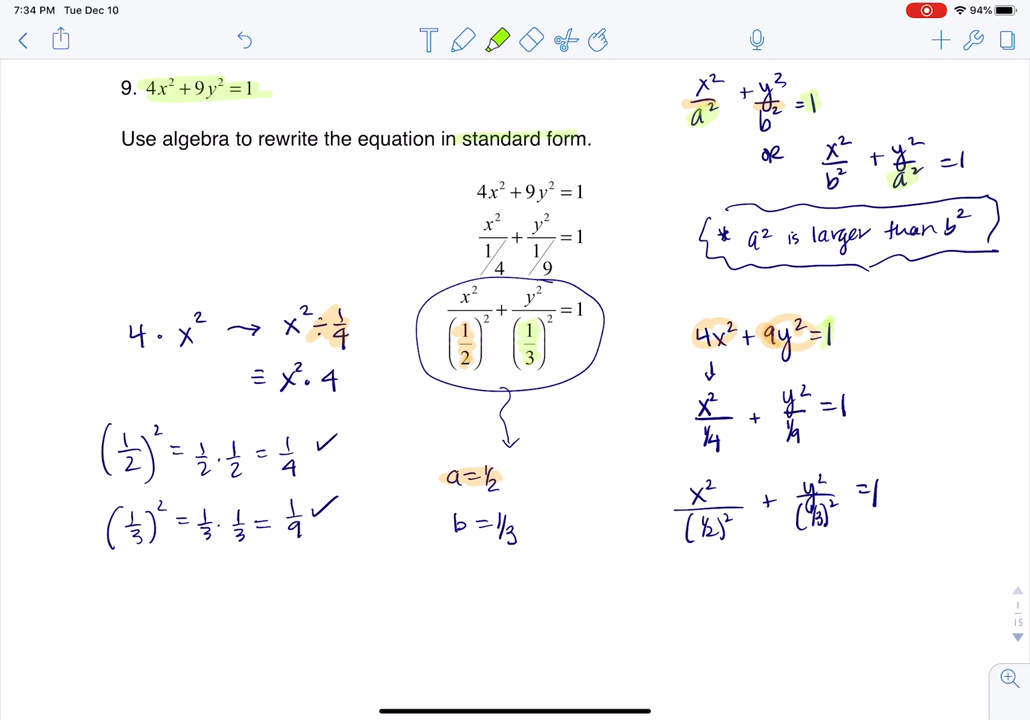 7:34 PM Tue Dec 10
94%
9. 4x² + 9y² = 1
Use algebra to rewrite the equation in standard form.
4x² + 9y² = 1
x²/(1/4) + y²/(1/9) = 1
x²/(1/2)² + y²/(1/3)² = 1
4 · x² → x² ÷ 1/4
≡ x² · 4
(1/2)² = 1/2 · 1/2 = 1/4 ✓
(1/3)² = 1/3 · 1/3 = 1/9 ✓
a = 1/2
b = 1/3
x²/a² + y²/b² = 1
OR x²/b² + y²/a² = 1
* a² is larger than b²
4x² + 9y² = 1
↓
x²/(1/4) + y²/(1/9) = 1
x²/(1/2)² + y²/(1/3)² = 1
1
15